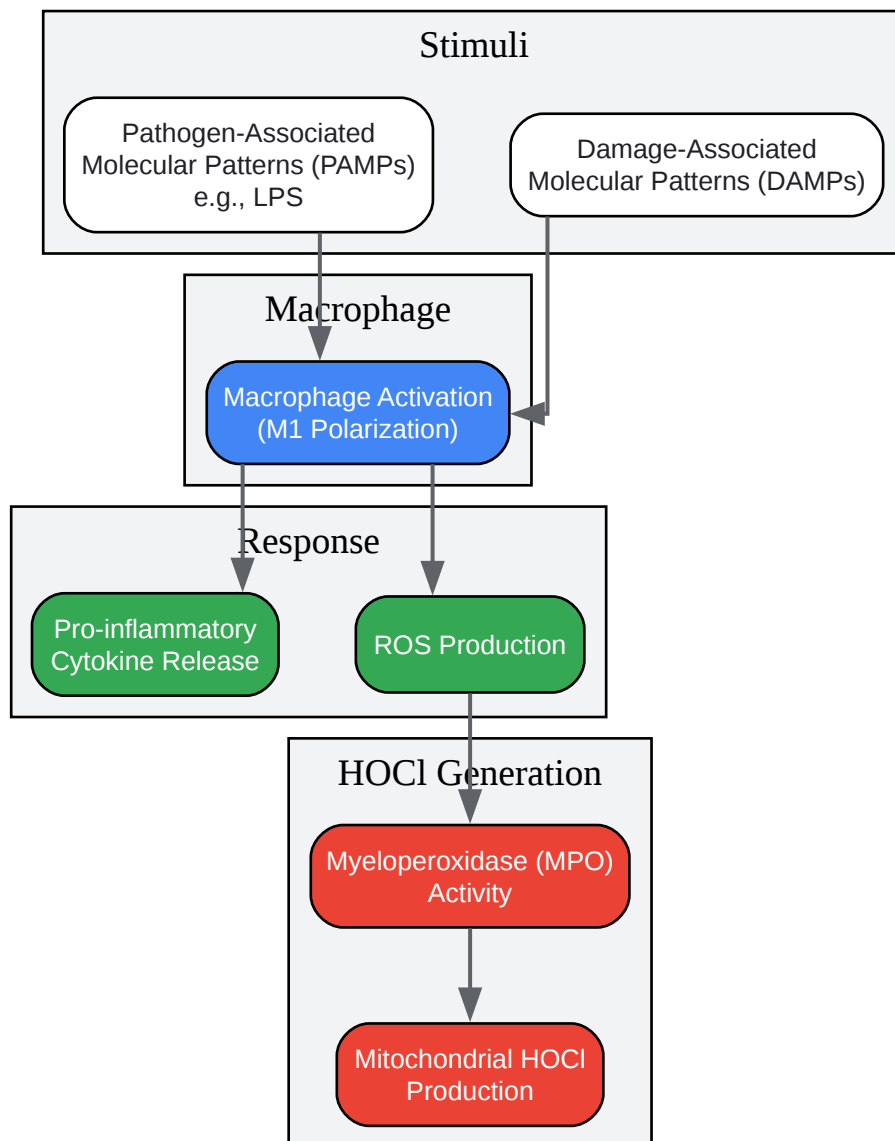 Stimuli
Pathogen-Associated
Molecular Patterns (PAMPs)
e.g., LPS
Damage-Associated
Molecular Patterns (DAMPs)
Macrophage
Macrophage Activation
(M1 Polarization)
Response
Pro-inflammatory
Cytokine Release
ROS Production
HOCl Generation
Myeloperoxidase (MPO)
Activity
Mitochondrial HOCl
Production